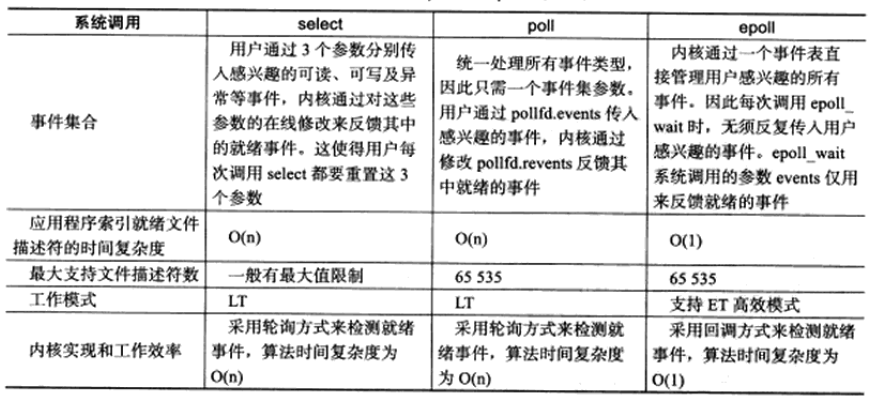 系统调用 select poll epoll
事件集合
用户通过 3 个参数分别传
入感兴趣的可读、可写及异
常等事件，内核通过对这些
参数的在线修改来反馈其中
的就绪事件。这使得用户每
次调用 select 都要重置这 3
个参数
统一处理所有事件类型，
因此只需一个事件集参数。
用户通过 pollfd.events 传入
感兴趣的事件，内核通过
修改 pollfd.revents 反馈其
中就绪的事件
内核通过一个事件表直
接管理用户感兴趣的所有
事件。因此每次调用 epoll_
wait 时，无须反复传入用户
感兴趣的事件。epoll_wait
系统调用的参数 events 仅用
来反馈就绪的事件
应用程序索引就绪文件
描述符的时间复杂度
O(n) O(n) O(1)
最大支持文件描述符数 一般有最大值限制 65 535 65 535
工作模式 LT LT 支持 ET 高效模式
内核实现和工作效率
采用轮询方式来检测就绪
事件，算法时间复杂度为
O(n)
采用轮询方式来检测就
绪事件，算法时间复杂度
为 O(n)
采用回调方式来检测就绪
事件，算法时间复杂度为
O(1)